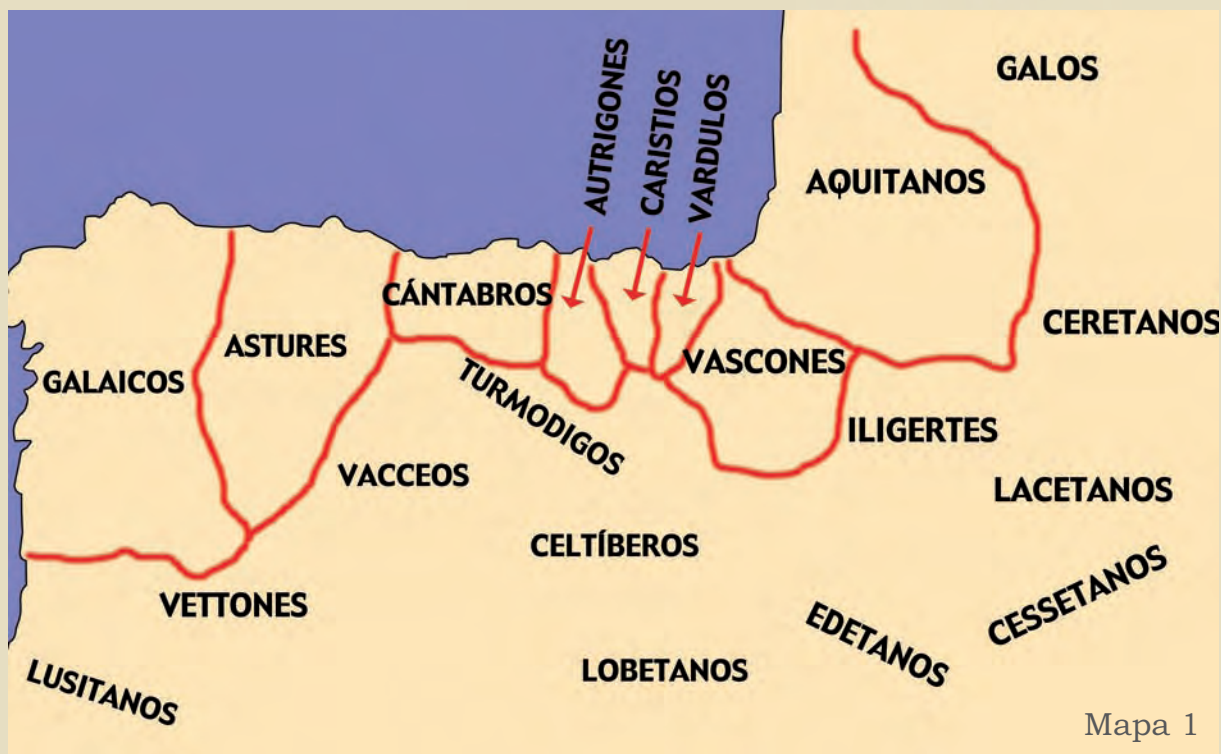 GALOS
AUTRIGONES
CARISTIOS
VARDULOS
AQUITANOS
CÁNTABROS
CERETANOS
ASTURES
VASCONES
GALAICOS
TURMODIGOS
ILIGERTES
VACCEOS
LACETANOS
CELTÍBEROS
VETTONES
EDETANOS
CESSETANOS
LOBETANOS
LUSITANOS
Mapa 1